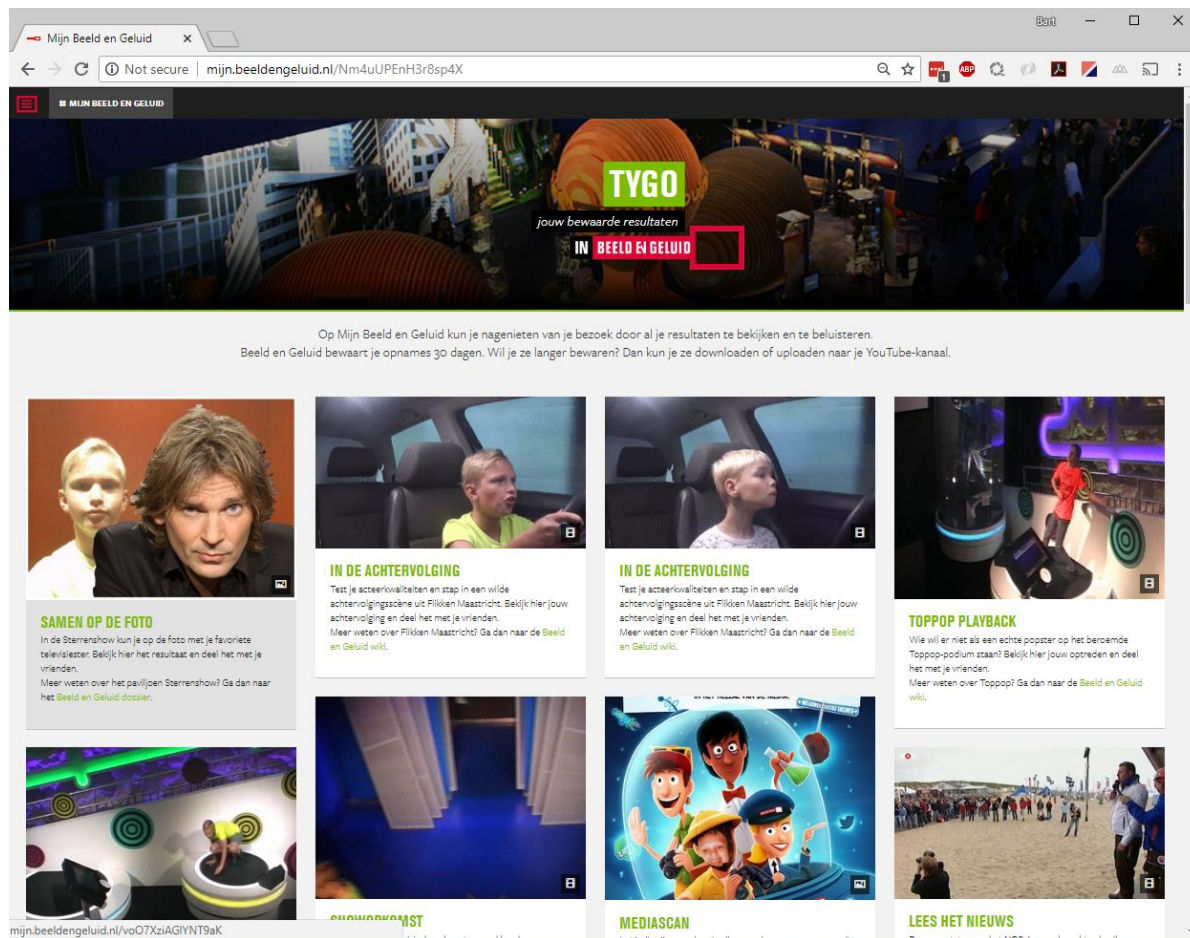 Bart
Mijn Beeld en Geluid
Not secure | mijn.beeldengeluid.nl/Nm4uUPEnH3r8sp4X
1
ABP
MIJN BEELD EN GELUID
TYGO
jouw bewaarde resultaten
IN BEELD EN GELUID
Op Mijn Beeld en Geluid kun je nagenieten van je bezoek door al je resultaten te bekijken en te beluisteren.
Beeld en Geluid bewaart je opnames 30 dagen. Wil je ze langer bewaren? Dan kun je ze downloaden of uploaden naar je YouTube-kanaal.
SAMEN OP DE FOTO
In de Sterrenshow kun je op de foto met je favoriete
televisiester. Bekijk hier het resultaat en deel het met je
vrienden.
Meer weten over het paviljoen Sterrenshow? Ga dan naar
het Beeld en Geluid dossier.
IN DE ACHTERVOLGING
Test je acteerkwaliteiten en stap in een wilde
achtervolgingsscène uit Flikken Maastricht. Bekijk hier jouw
achtervolging en deel het met je vrienden.
Meer weten over Flikken Maastricht? Ga dan naar de Beeld
en Geluid wiki.
IN DE ACHTERVOLGING
Test je acteerkwaliteiten en stap in een wilde
achtervolgingsscène uit Flikken Maastricht. Bekijk hier jouw
achtervolging en deel het met je vrienden.
Meer weten over Flikken Maastricht? Ga dan naar de Beeld
en Geluid wiki.
TOPPOP PLAYBACK
Wie wil er niet als een echte popster op het beroemde
Toppop-podium staan? Bekijk hier jouw optreden en deel
het met je vrienden.
Meer weten over Toppop? Ga dan naar de Beeld en Geluid
wiki.
MEDIASCAN
LEES HET NIEUWS
mijn.beeldengeluid.nl/voO7XziAGlYNT9aK